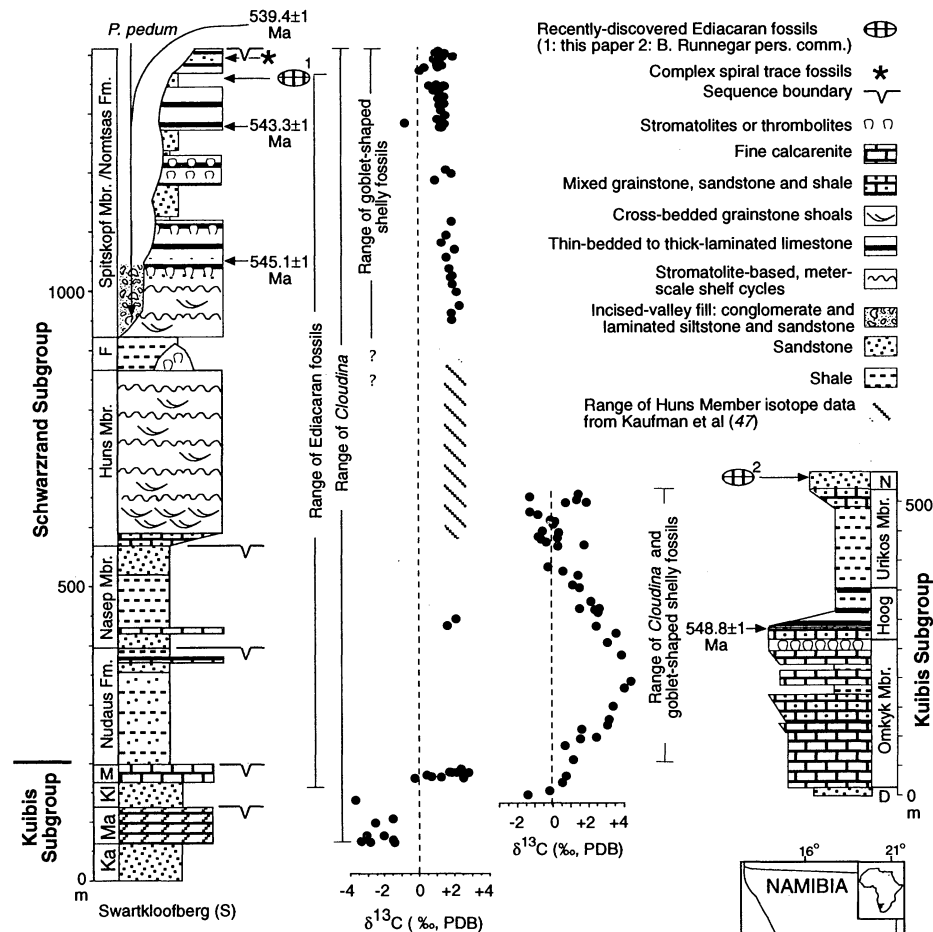 539.4±1
Ma
P. pedum
1
543.3±1
Ma
545.1±1
Ma
Spitskopf Mbr. /Nomtsas Fm.
F
Huns Mbr.
Nasep Mbr.
Nudaus Fm.
M
Kl
Ma
Ka
Schwarzrand Subgroup
Kuibis
Subgroup
1000
500
0
m
Swartkloofberg (S)
Range of Ediacaran fossils
Range of Cloudina
Range of goblet-shaped
shelly fossils
?
?
-4 -2 0 +2 +4
δ13C ( ‰, PDB)
Recently-discovered Ediacaran fossils
(1: this paper 2: B. Runnegar pers. comm.)
Complex spiral trace fossils
Sequence boundary
Stromatolites or thrombolites
Fine calcarenite
Mixed grainstone, sandstone and shale
Cross-bedded grainstone shoals
Thin-bedded to thick-laminated limestone
Stromatolite-based, meter-
scale shelf cycles
Incised-valley fill: conglomerate and
laminated siltstone and sandstone
Sandstone
Shale
Range of Huns Member isotope data
from Kaufman et al (47)
-2 0 +2 +4
δ13C (‰, PDB)
Range of Cloudina and
goblet-shaped shelly fossils
2
548.8±1
Ma
N
Urikos Mbr.
Hoog
Omkyk Mbr.
D
Kuibis Subgroup
500
0
m
16° 21°
NAMIBIA